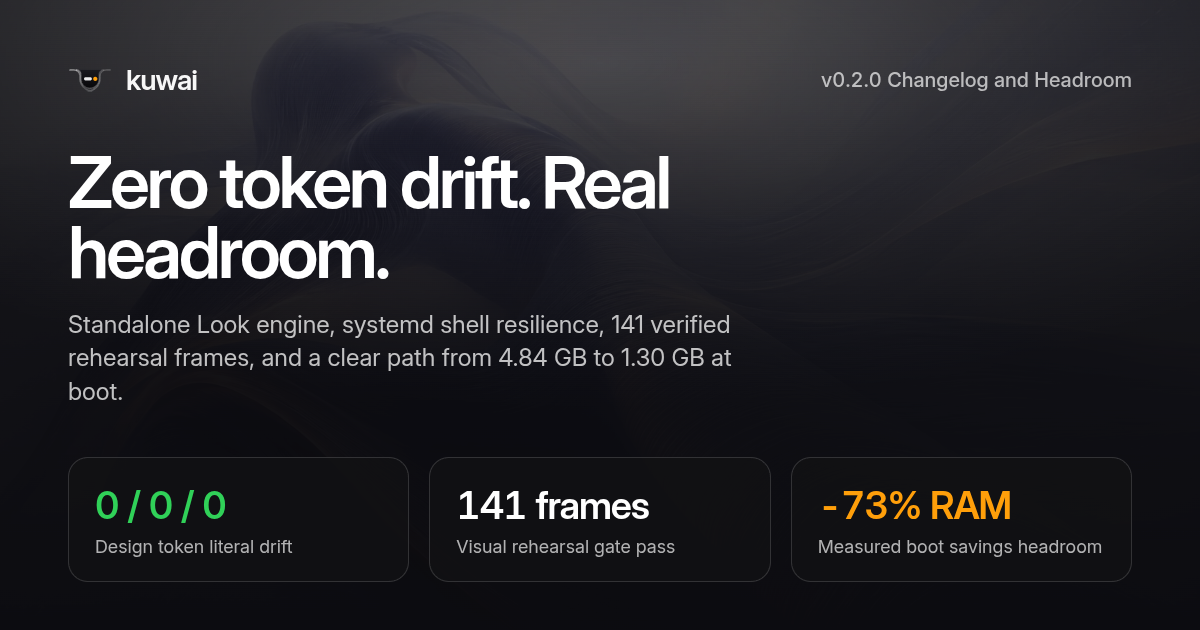 kuwai
v0.2.0 Changelog and Headroom
Zero token drift. Real
headroom.
Standalone Look engine, systemd shell resilience, 141 verified
rehearsal frames, and a clear path from 4.84 GB to 1.30 GB at
boot.
0 / 0 / 0
Design token literal drift
141 frames
Visual rehearsal gate pass
-73% RAM
Measured boot savings headroom